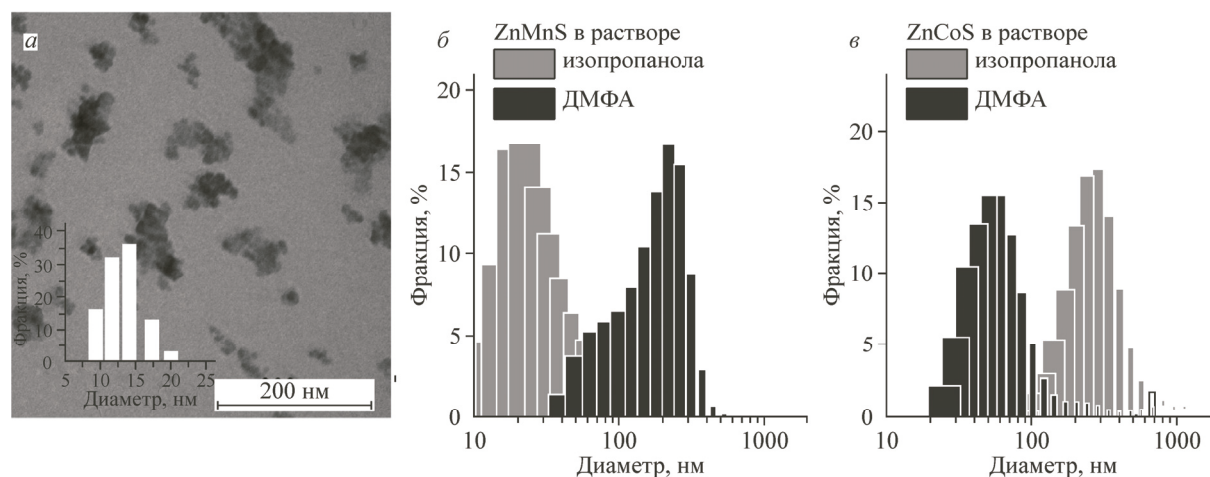 а
Фракция, %
40
30
20
10
0
5
10
15
20
25
Диаметр, нм
200 нм
б
ZnMnS в растворе
изопропанола
ДМФА
Фракция, %
20
15
10
5
0
10
100
1000
Диаметр, нм
в
ZnCoS в растворе
изопропанола
ДМФА
Фракция, %
20
15
10
5
0
10
100
1000
Диаметр, нм